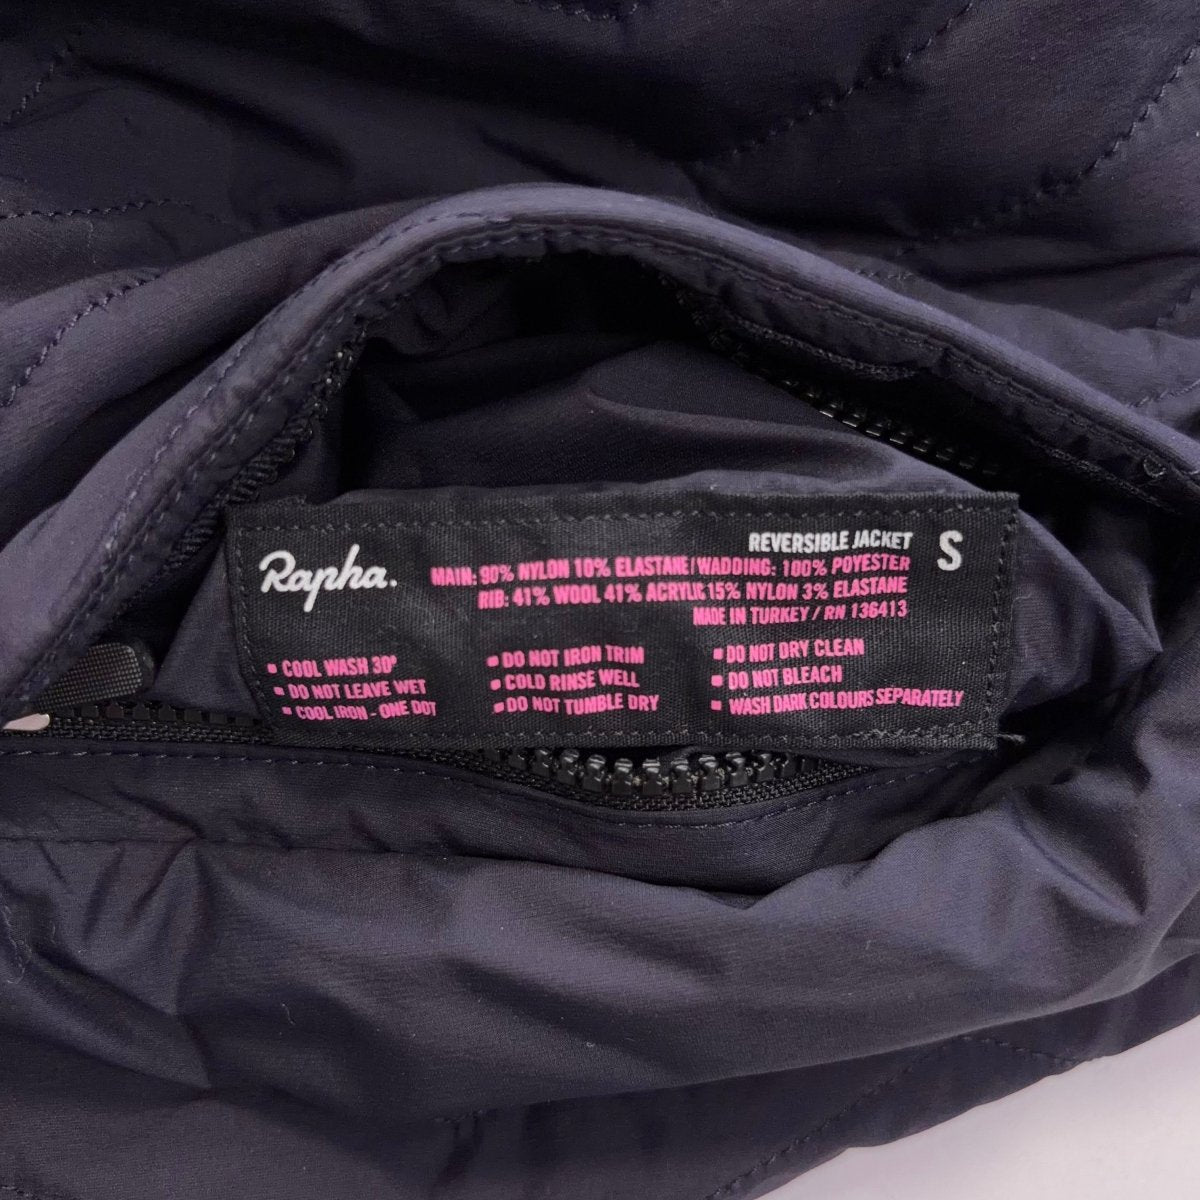 Rapha.
REVERSIBLE JACKET S
MAIN: 90% NYLON 10% ELASTANE/WADDING: 100% POYESTER
RIB: 41% WOOL 41% ACRYLIC 15% NYLON 3% ELASTANE
MADE IN TURKEY / RN 136413
▪ COOL WASH 30°
▪ DO NOT LEAVE WET
▪ COOL IRON - ONE DOT
▪ DO NOT IRON TRIM
▪ COLD RINSE WELL
▪ DO NOT TUMBLE DRY
▪ DO NOT DRY CLEAN
▪ DO NOT BLEACH
▪ WASH DARK COLOURS SEPARATELY